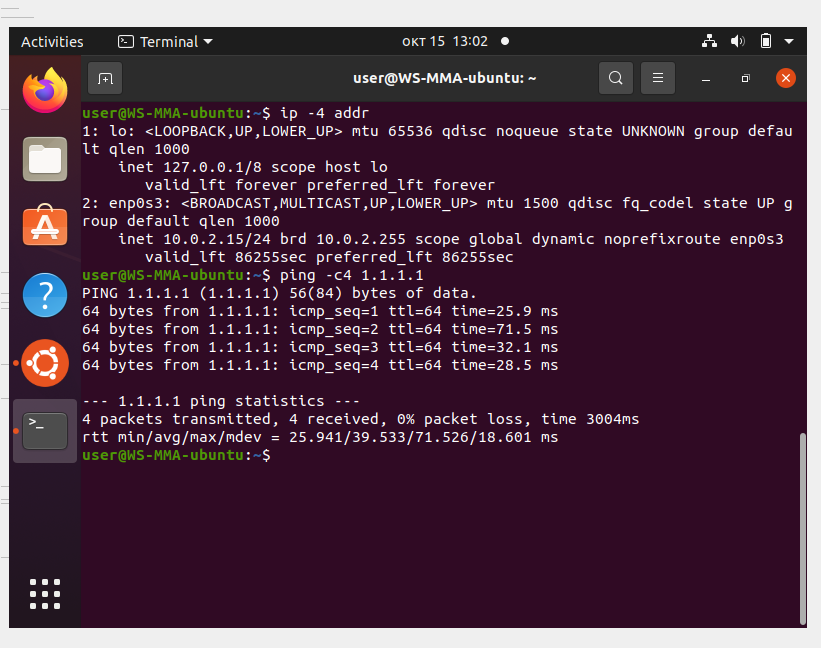 Activities
Terminal
окт 15 13:02
user@WS-MMA-ubuntu: ~
user@WS-MMA-ubuntu:~$ ip -4 addr
1: lo: <LOOPBACK,UP,LOWER_UP> mtu 65536 qdisc noqueue state UNKNOWN group defau
lt qlen 1000
    inet 127.0.0.1/8 scope host lo
       valid_lft forever preferred_lft forever
2: enp0s3: <BROADCAST,MULTICAST,UP,LOWER_UP> mtu 1500 qdisc fq_codel state UP g
roup default qlen 1000
    inet 10.0.2.15/24 brd 10.0.2.255 scope global dynamic noprefixroute enp0s3
       valid_lft 86255sec preferred_lft 86255sec
user@WS-MMA-ubuntu:~$ ping -c4 1.1.1.1
PING 1.1.1.1 (1.1.1.1) 56(84) bytes of data.
64 bytes from 1.1.1.1: icmp_seq=1 ttl=64 time=25.9 ms
64 bytes from 1.1.1.1: icmp_seq=2 ttl=64 time=71.5 ms
64 bytes from 1.1.1.1: icmp_seq=3 ttl=64 time=32.1 ms
64 bytes from 1.1.1.1: icmp_seq=4 ttl=64 time=28.5 ms

--- 1.1.1.1 ping statistics ---
4 packets transmitted, 4 received, 0% packet loss, time 3004ms
rtt min/avg/max/mdev = 25.941/39.533/71.526/18.601 ms
user@WS-MMA-ubuntu:~$